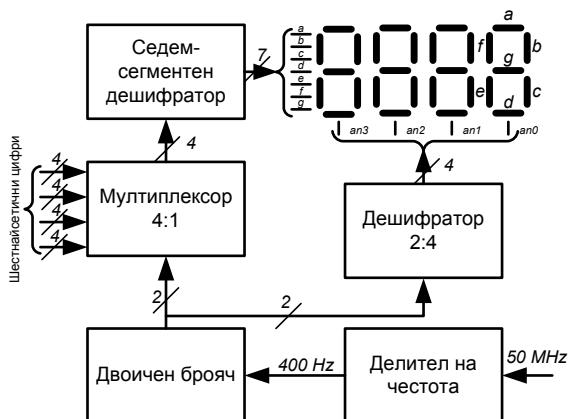 Седем-
сегментен
дешифратор
7
a
b
c
d
e
f
g
a
f
b
g
e
c
d
an3
an2
an1
an0
4
4
Шестнайсетични цифри
4
4
4
4
Мултиплексор
4:1
Дешифратор
2:4
2
2
Двоичен брояч
400 Hz
Делител на
честота
50 MHz